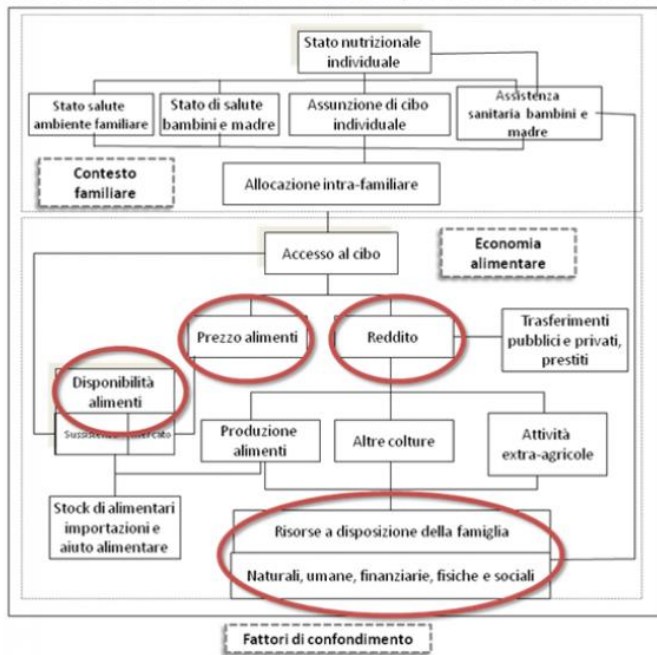 Stato nutrizionale
individuale
Stato salute
ambiente familiare
Stato di salute
bambini e madre
Assunzione di cibo
individuale
Assistenza
sanitaria bambini e
madre
Contesto
familiare
Allocazione intra-familiare
Accesso al cibo
Economia
alimentare
Prezzo alimenti
Reddito
Trasferimenti
pubblici e privati,
prestiti
Disponibilità
alimenti
Sussistenza
mercato
Produzione
alimenti
Altre colture
Attività
extra-agricole
Stock di alimentari
importazioni e
aiuto alimentare
Risorse a disposizione della famiglia
Naturali, umane, finanziarie, fisiche e sociali
Fattori di confondimento